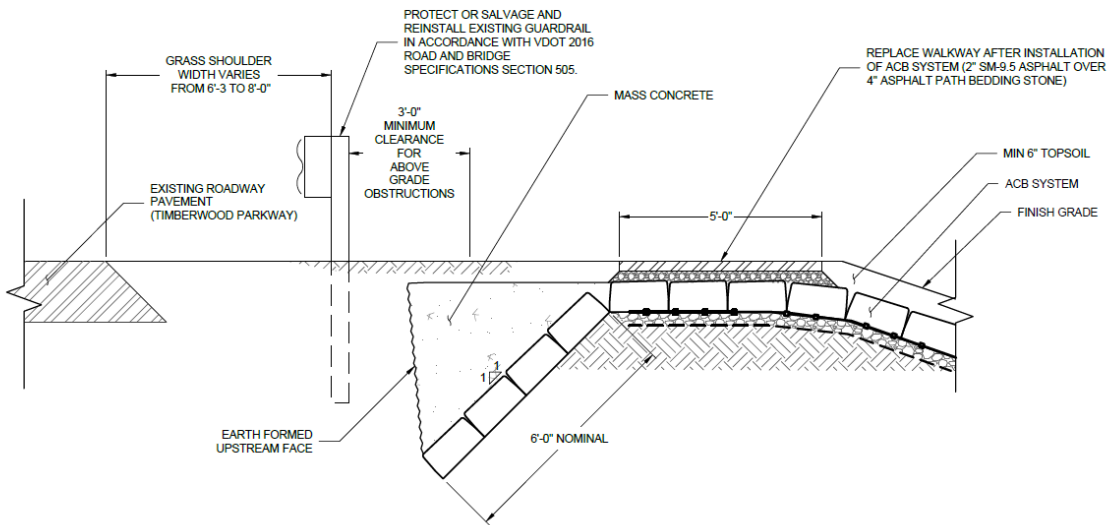 PROTECT OR SALVAGE AND
REINSTALL EXISTING GUARDRAIL
IN ACCORDANCE WITH VDOT 2016
ROAD AND BRIDGE
SPECIFICATIONS SECTION 505.
GRASS SHOULDER
WIDTH VARIES
FROM 6'-3 TO 8'-0"
REPLACE WALKWAY AFTER INSTALLATION
OF ACB SYSTEM (2" SM-9.5 ASPHALT OVER
4" ASPHALT PATH BEDDING STONE)
MASS CONCRETE
3'-0"
MINIMUM
CLEARANCE
FOR
ABOVE
GRADE
OBSTRUCTIONS
MIN 6" TOPSOIL
ACB SYSTEM
FINISH GRADE
EXISTING ROADWAY
PAVEMENT
(TIMBERWOOD PARKWAY)
5'-0"
1
1
EARTH FORMED
UPSTREAM FACE
6'-0" NOMINAL